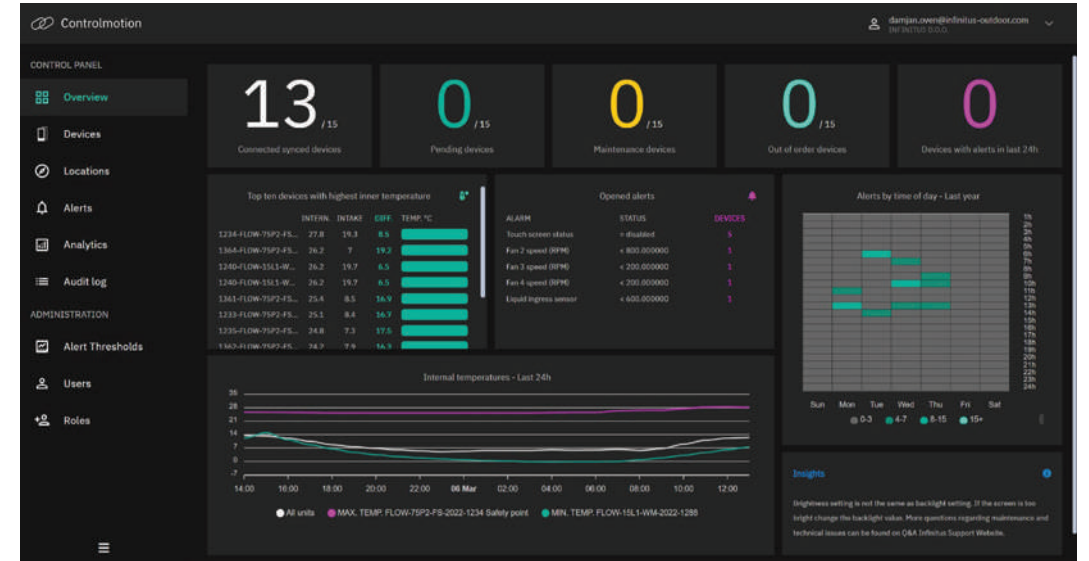 Controlmotion
damjan.oven@infinitus-outdoor.com
INFINITUS D.O.O.
CONTROL PANEL
Overview
Devices
Locations
Alerts
Analytics
Audit log
ADMINISTRATION
Alert Thresholds
Users
Roles
13 /15
Connected synced devices
0 /15
Pending devices
0 /15
Maintenance devices
0 /15
Out of order devices
0
Devices with alerts in last 24h
Top ten devices with highest inner temperature
INTERN. INTAKE DIFF. TEMP. °C
1234-FLOW-75P2-FS... 27.8 19.3 8.5
1364-FLOW-75P2-FS... 26.2 7 19.2
1240-FLOW-15L1-W... 26.2 19.7 6.5
1240-FLOW-15L1-W... 26.2 19.7 6.5
1361-FLOW-75P2-FS... 25.4 8.5 16.9
1233-FLOW-75P2-FS... 25.1 8.4 16.7
1235-FLOW-75P2-FS... 24.8 7.3 17.5
1362-FLOW-75P2-FS... 24.2 7.9 16.3
Opened alerts
ALARM STATUS DEVICES
Touch screen status = disabled 5
Fan 2 speed (RPM) < 800.000000 1
Fan 3 speed (RPM) < 200.000000 1
Fan 4 speed (RPM) < 200.000000 1
Liquid ingress sensor < 600.000000 1
Alerts by time of day - Last year
1h
2h
3h
4h
5h
6h
7h
8h
9h
10h
11h
12h
13h
14h
15h
16h
17h
18h
19h
20h
21h
22h
23h
24h
Sun Mon Tue Wed Thu Fri Sat
0-3 4-7 8-15 15+
Internal temperatures - Last 24h
35
28
21
14
7
0
-7
14:00 16:00 18:00 20:00 22:00 06 Mar 02:00 04:00 06:00 08:00 10:00 12:00
All units MAX. TEMP. FLOW-75P2-FS-2022-1234 Safety point MIN. TEMP. FLOW-15L1-WM-2022-1288
Insights
Brightness setting is not the same as backlight setting. If the screen is too
bright change the backlight value. More questions regarding maintenance and
technical issues can be found on Q&A Infinitus Support Website.